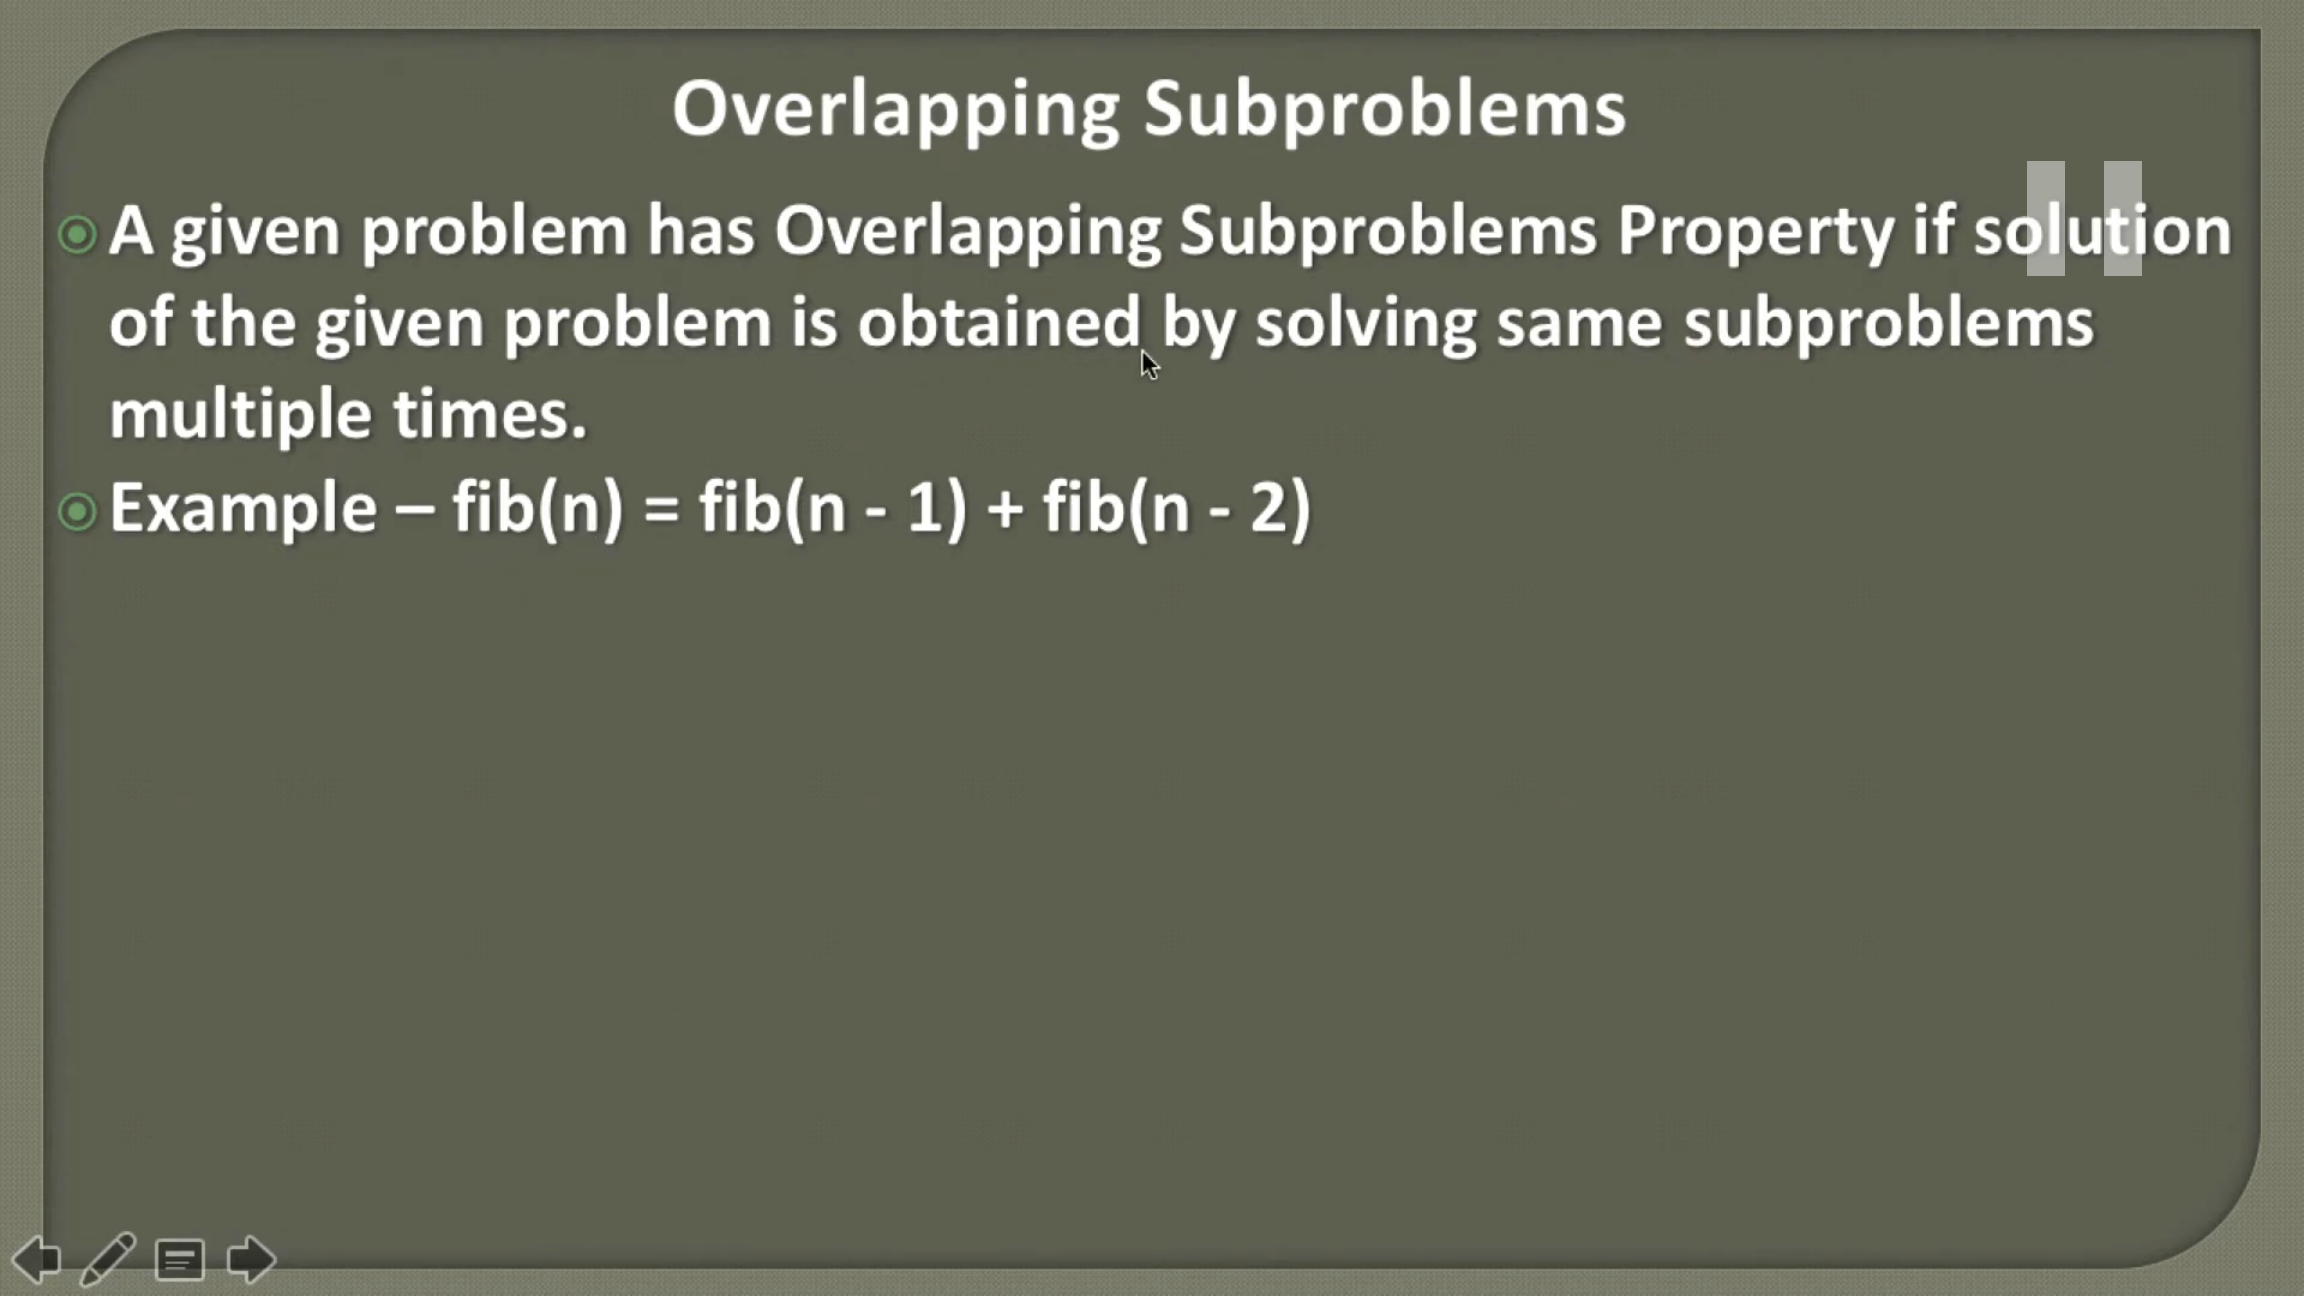 Overlapping Subproblems
A given problem has Overlapping Subproblems Property if solution
of the given problem is obtained by solving same subproblems
multiple times.
Example – fib(n) = fib(n - 1) + fib(n - 2)